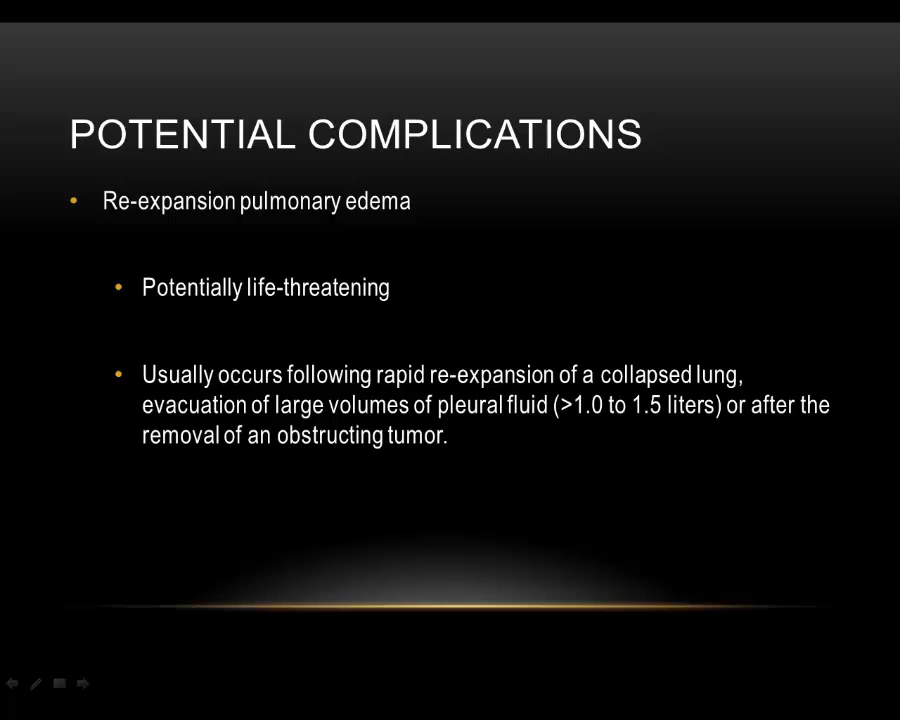 POTENTIAL COMPLICATIONS
• Re-expansion pulmonary edema
• Potentially life-threatening
• Usually occurs following rapid re-expansion of a collapsed lung,
evacuation of large volumes of pleural fluid (>1.0 to 1.5 liters) or after the
removal of an obstructing tumor.